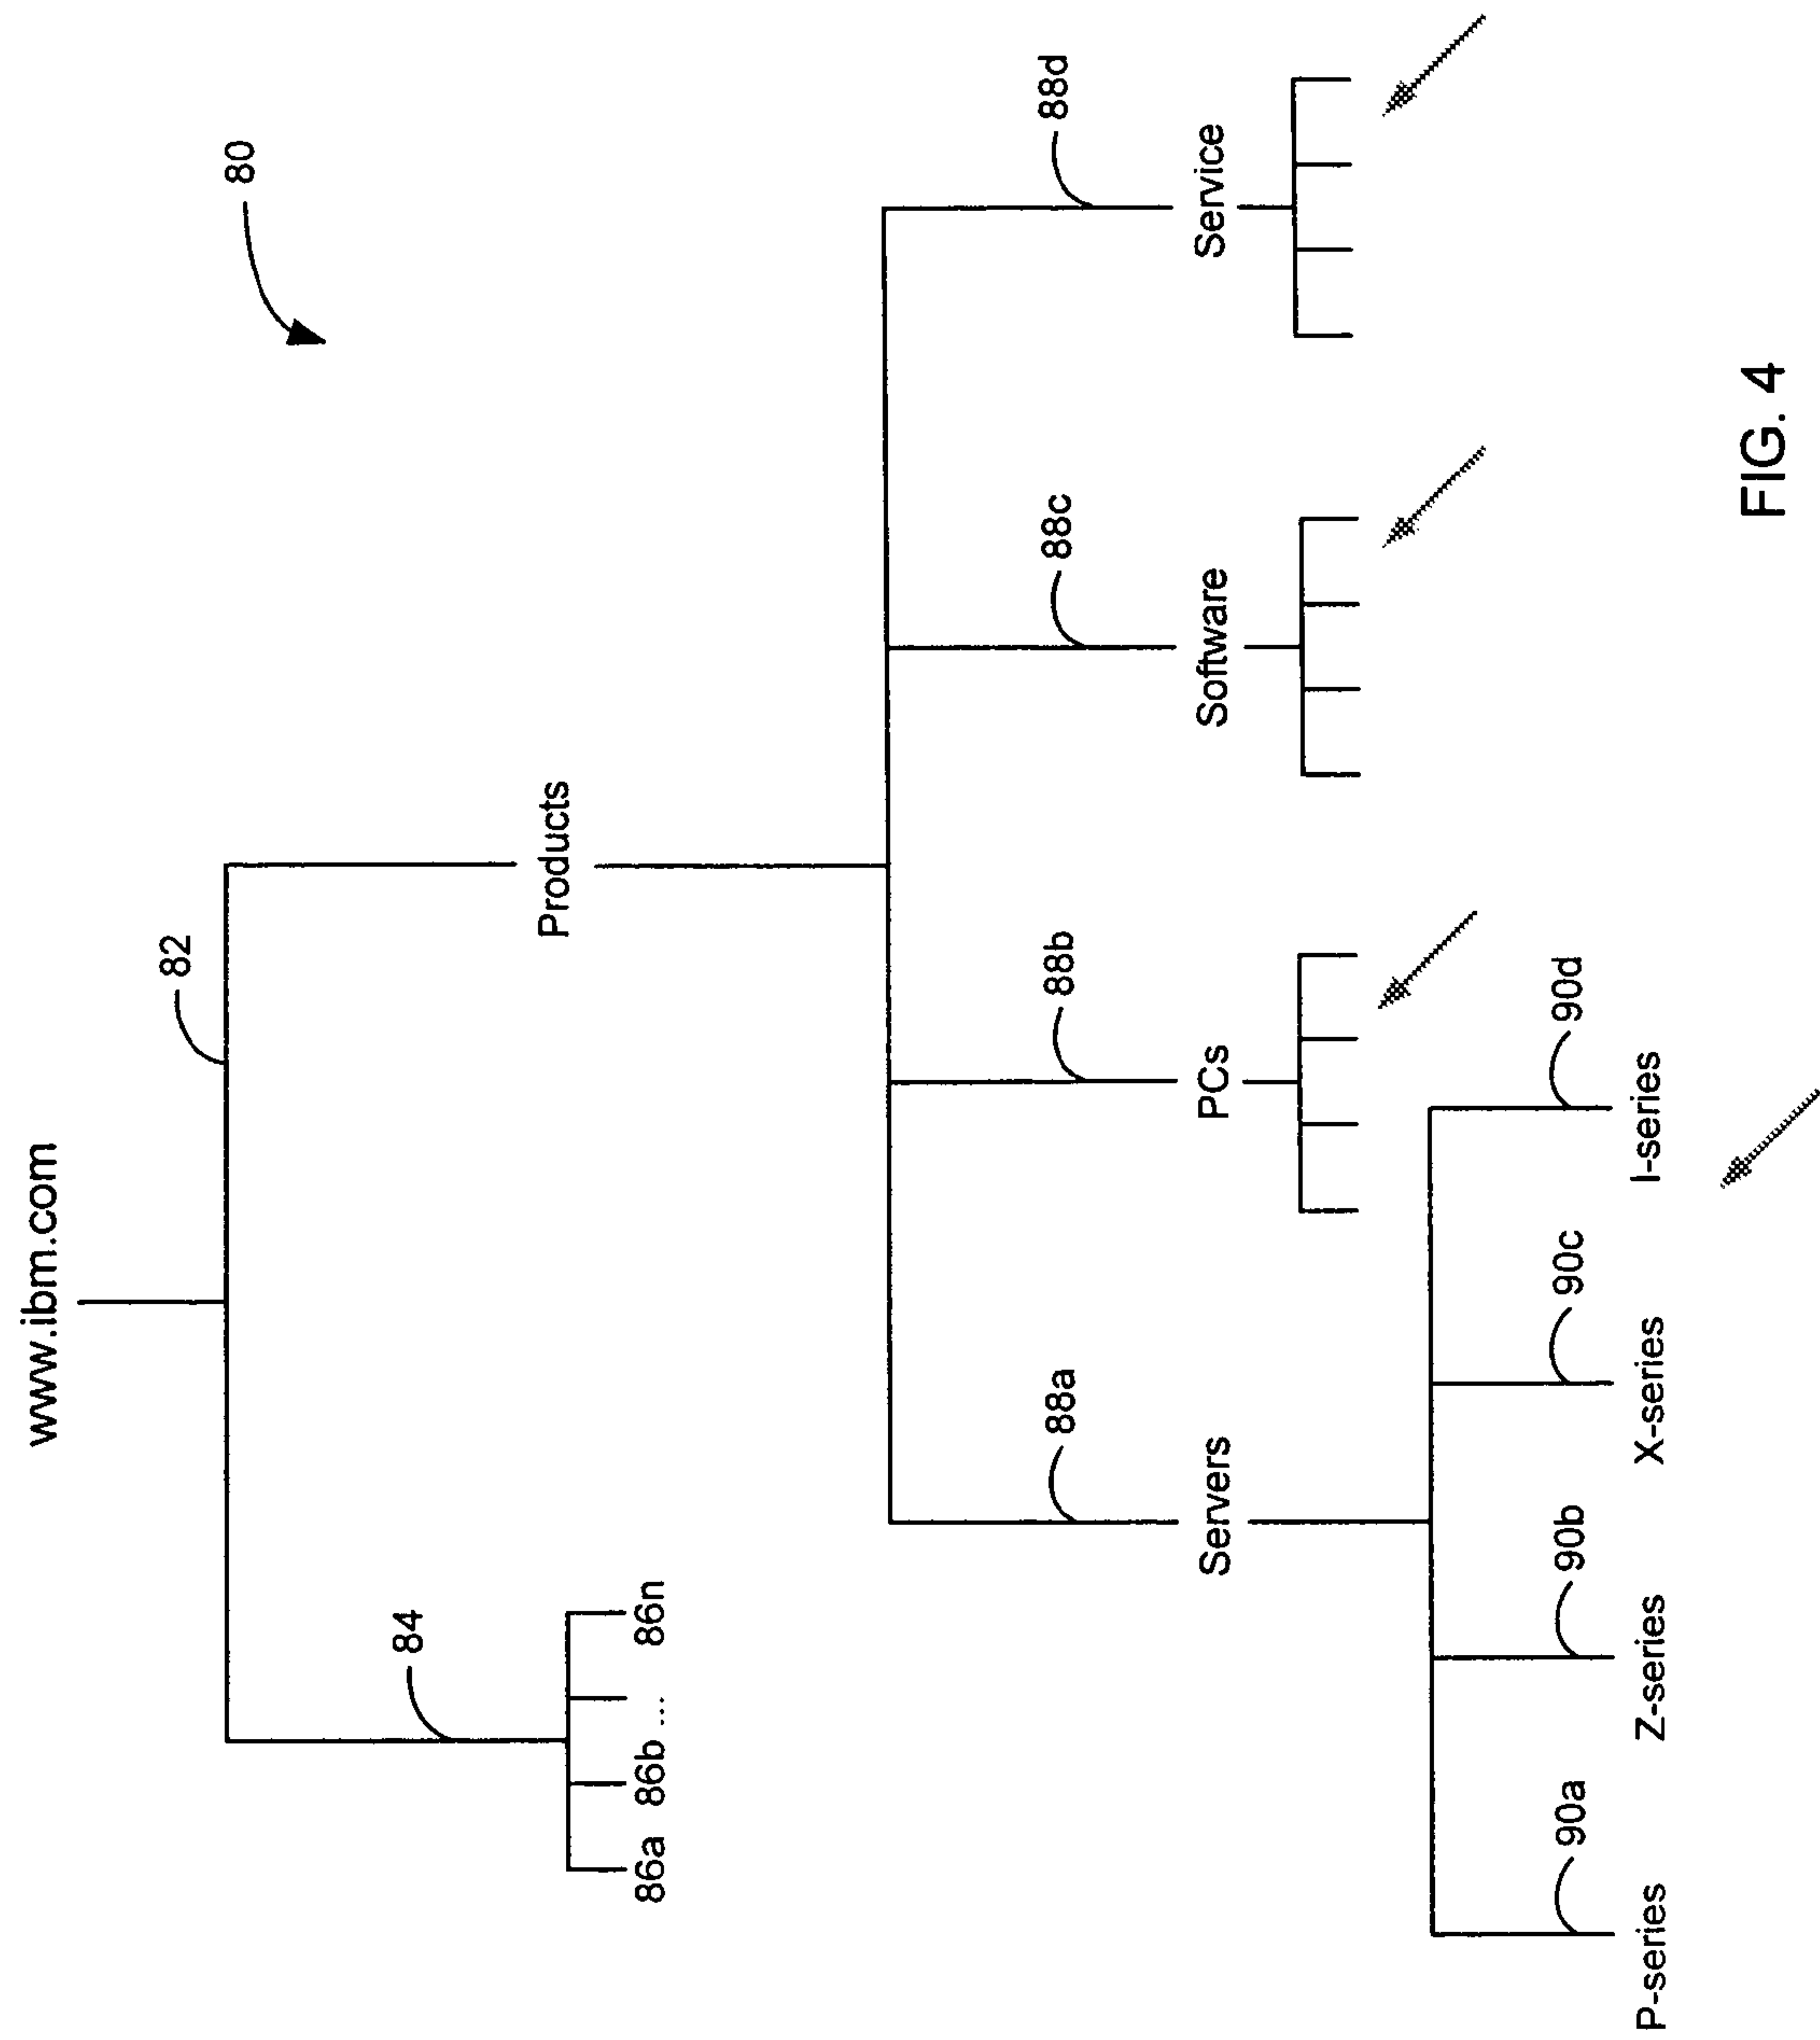 www.ibm.com
82
80
84
86a 86b ... 86n
Products
88a
88b
88c
88d
Servers
PCs
Software
Service
90a
90b
90c
90d
P-series
Z-series
X-series
I-series
FIG. 4